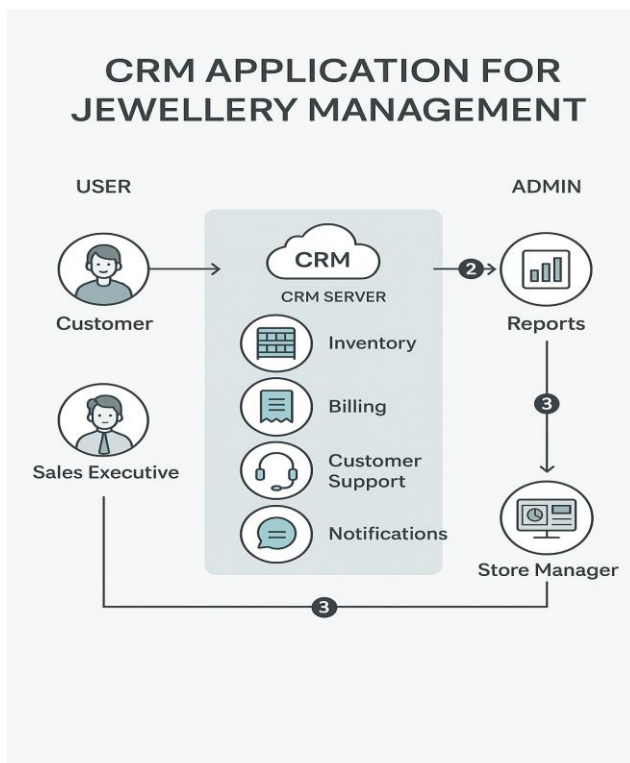 CRM APPLICATION FOR
JEWELLERY MANAGEMENT
USER
ADMIN
CRM
CRM SERVER
2
Customer
Reports
Inventory
3
Billing
Sales Executive
Customer
Support
Notifications
Store Manager
3